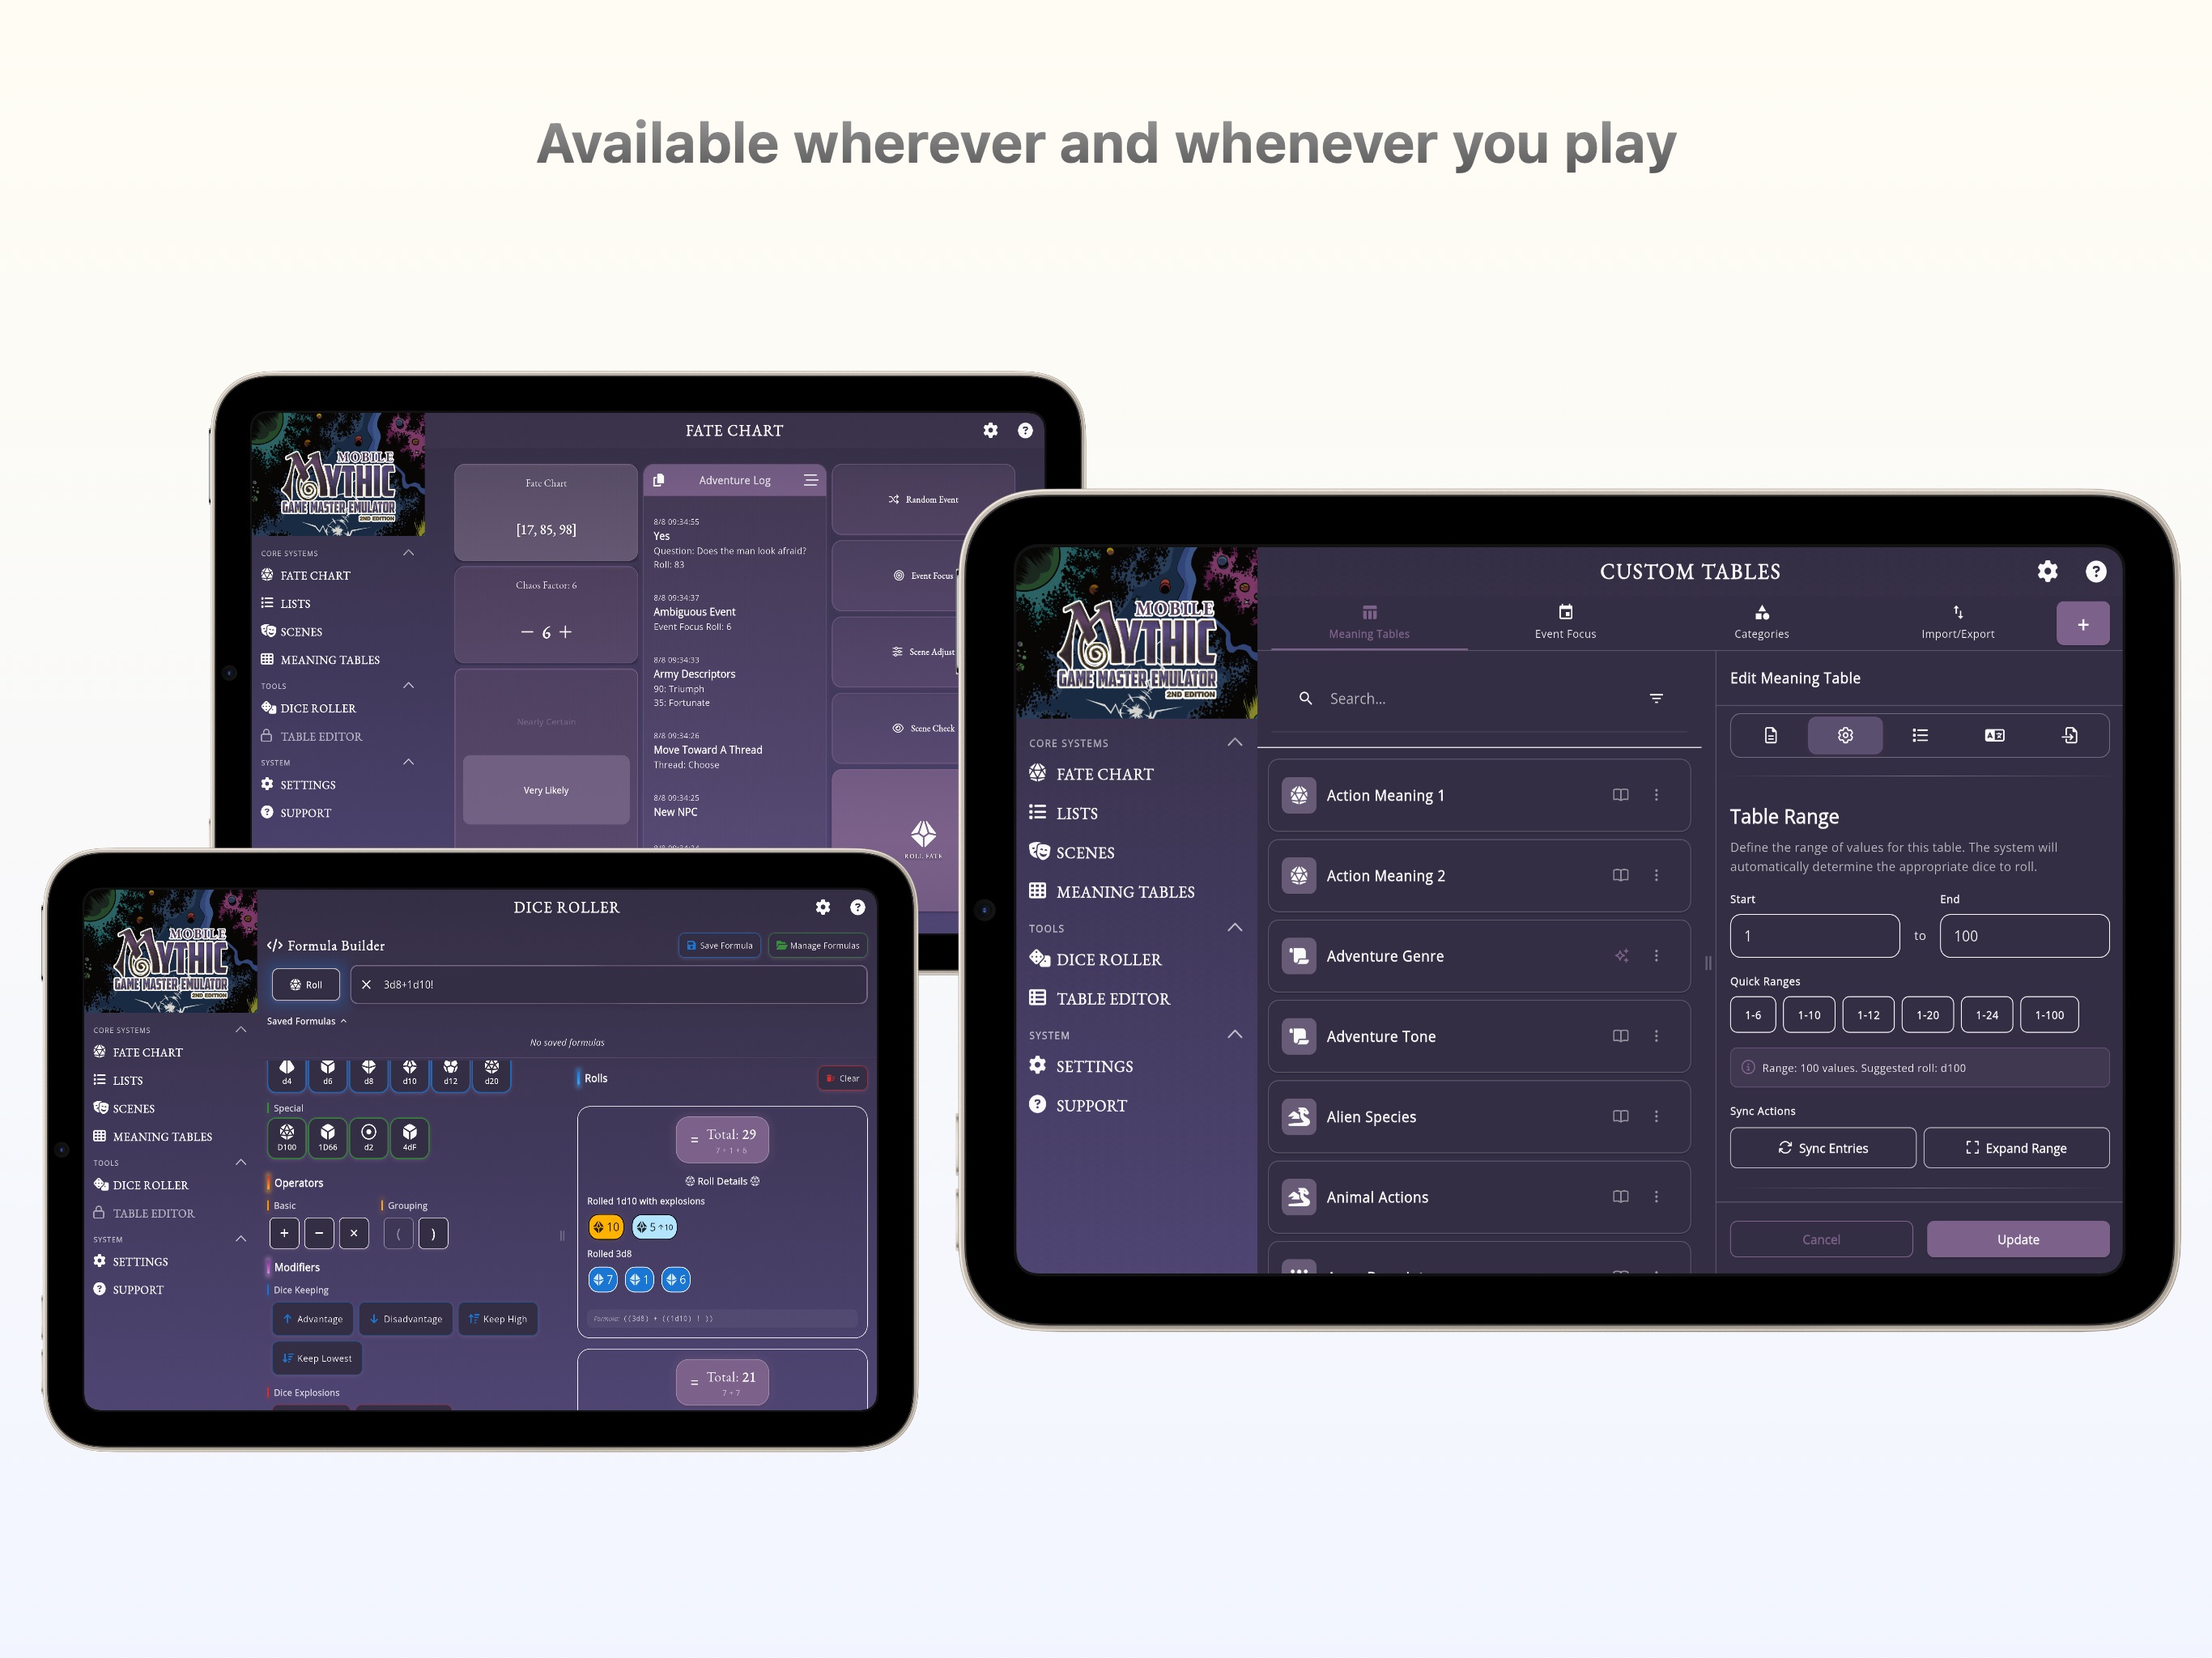 Available wherever and whenever you play
MOBILE
MYTHIC
GAME MASTER EMULATOR
2ND EDITION
CORE SYSTEMS
FATE CHART
LISTS
SCENES
MEANING TABLES
TOOLS
DICE ROLLER
TABLE EDITOR
SYSTEM
SETTINGS
SUPPORT
FATE CHART
Fate Chart
[17, 85, 98]
Chaos Factor: 6
− 6 +
Nearly Certain
Very Likely
Adventure Log
8/8 09:34:55
Yes
Question: Does the man look afraid?
Roll: 83
8/8 09:34:37
Ambiguous Event
Event Focus Roll: 6
8/8 09:34:33
Army Descriptors
90: Triumph
35: Fortunate
8/8 09:34:26
Move Toward A Thread
Thread: Choose
8/8 09:34:25
New NPC
Random Event
Event Focus
Scene Adjust
Scene Check
ROLL FATE
MOBILE
MYTHIC
GAME MASTER EMULATOR
2ND EDITION
CORE SYSTEMS
FATE CHART
LISTS
SCENES
MEANING TABLES
TOOLS
DICE ROLLER
TABLE EDITOR
SYSTEM
SETTINGS
SUPPORT
DICE ROLLER
</> Formula Builder
Save Formula
Manage Formulas
Roll
× 3d8+1d10!
Saved Formulas
No saved formulas
d4 d6 d8 d10 d12 d20
Special
D100 1D66 d2 4dF
Operators
Basic Grouping
+ − × ( )
Modifiers
Dice Keeping
Advantage Disadvantage Keep High
Keep Lowest
Dice Explosions
Rolls
Clear
= Total: 29
7 + 1 + 6
Roll Details
Rolled 1d10 with explosions
10 5 ↑10
Rolled 3d8
7 1 6
Formula: ((3d8) + ((1d10) ! ))
= Total: 21
7 + 7
MOBILE
MYTHIC
GAME MASTER EMULATOR
2ND EDITION
CORE SYSTEMS
FATE CHART
LISTS
SCENES
MEANING TABLES
TOOLS
DICE ROLLER
TABLE EDITOR
SYSTEM
SETTINGS
SUPPORT
CUSTOM TABLES
Meaning Tables
Event Focus
Categories
Import/Export
+
Search...
Action Meaning 1
Action Meaning 2
Adventure Genre
Adventure Tone
Alien Species
Animal Actions
Edit Meaning Table
Table Range
Define the range of values for this table. The system will
automatically determine the appropriate dice to roll.
Start End
1 to 100
Quick Ranges
1-6 1-10 1-12 1-20 1-24 1-100
Range: 100 values. Suggested roll: d100
Sync Actions
Sync Entries
Expand Range
Cancel
Update